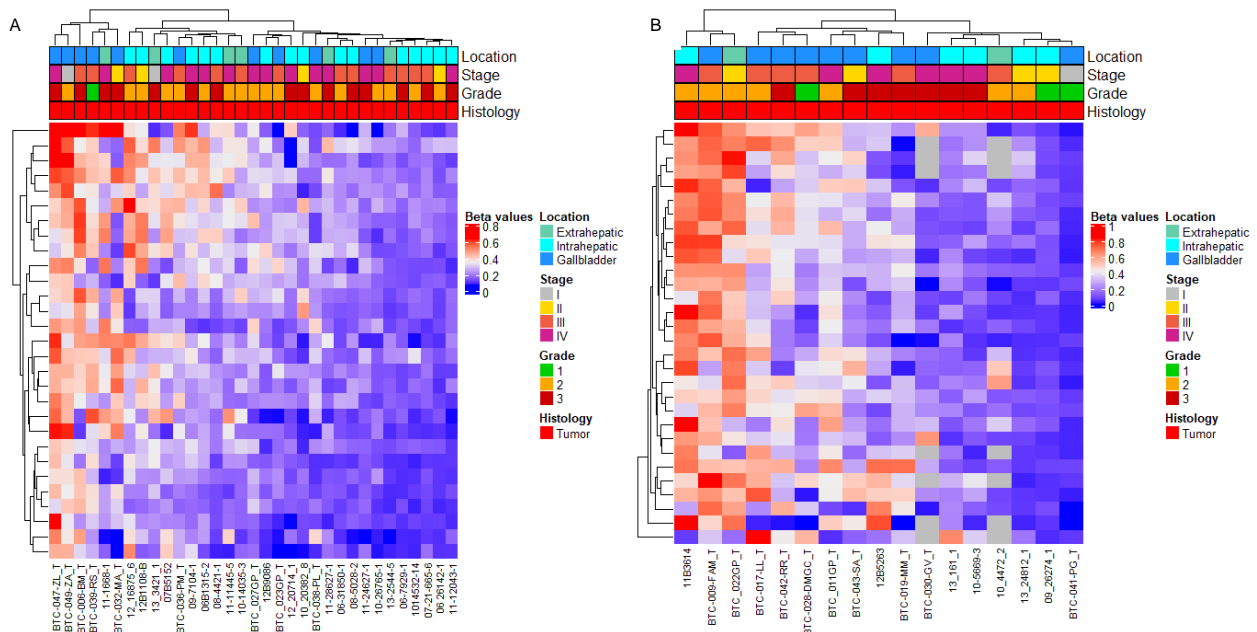 A
Location
Stage
Grade
Histology
Beta values
0.8
0.6
0.4
0.2
0
Location
Extrahepatic
Intrahepatic
Gallbladder
Stage
I
II
III
IV
Grade
1
2
3
Histology
Tumor
BTC-047-ZL_T
BTC-049-ZA_T
BTC-006-BM_T
BTC-039-RS_T
11-1668-1
BTC-032-MA_T
12_16875_6
12B1108-B
13_3421_1
07B5152
BTC-036-PM_T
09-7104-1
06B1315-2
08-4421-1
11-11445-5
10-14035-3
BTC_027GP_T
12B9086
BTC_023GP_T
12_20714_1
10_20382_8
BTC-038-PL_T
11-28627-1
06-31650-1
08-5028-2
11-24627-1
10-26765-1
13-2544-5
06-7929-1
1014532-14
07-21-665-6
06 26142-1
11-12043-1
B
Location
Stage
Grade
Histology
Beta values
1
0.8
0.6
0.4
0.2
0
Location
Extrahepatic
Intrahepatic
Gallbladder
Stage
I
II
III
IV
Grade
1
2
3
Histology
Tumor
11B3614
BTC-009-FAM_T
BTC_022GP_T
BTC-017-LL_T
BTC-042-RR_T
BTC-028-DMGC_T
BTC_011GP_T
BTC-043-SA_T
12B5263
BTC-019-MM_T
BTC-030-GV_T
13_161_1
10-5669-3
10_4472_2
13_24812_1
09_26274_1
BTC-041-PG_T